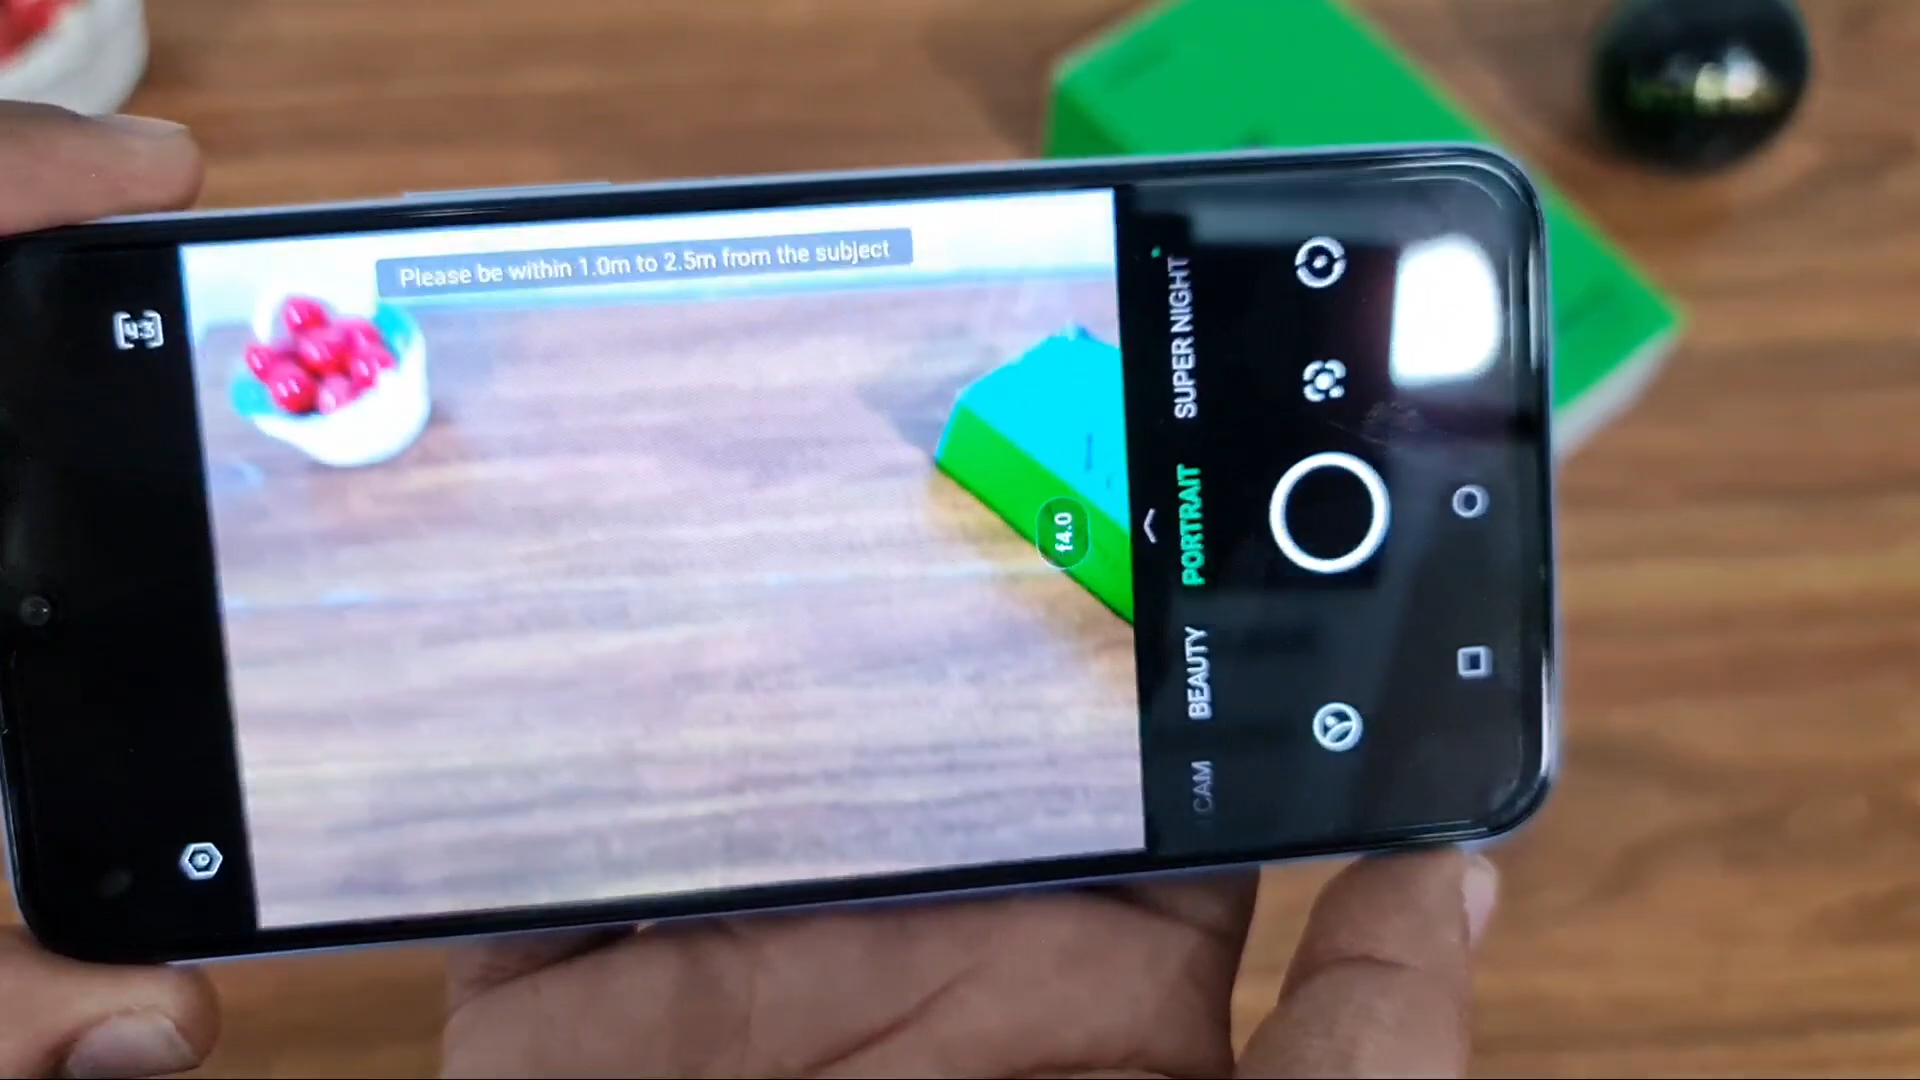 Please be within 1.0m to 2.5m from the subject
4:3
f4.0
SUPER NIGHT
PORTRAIT
BEAUTY
CAM